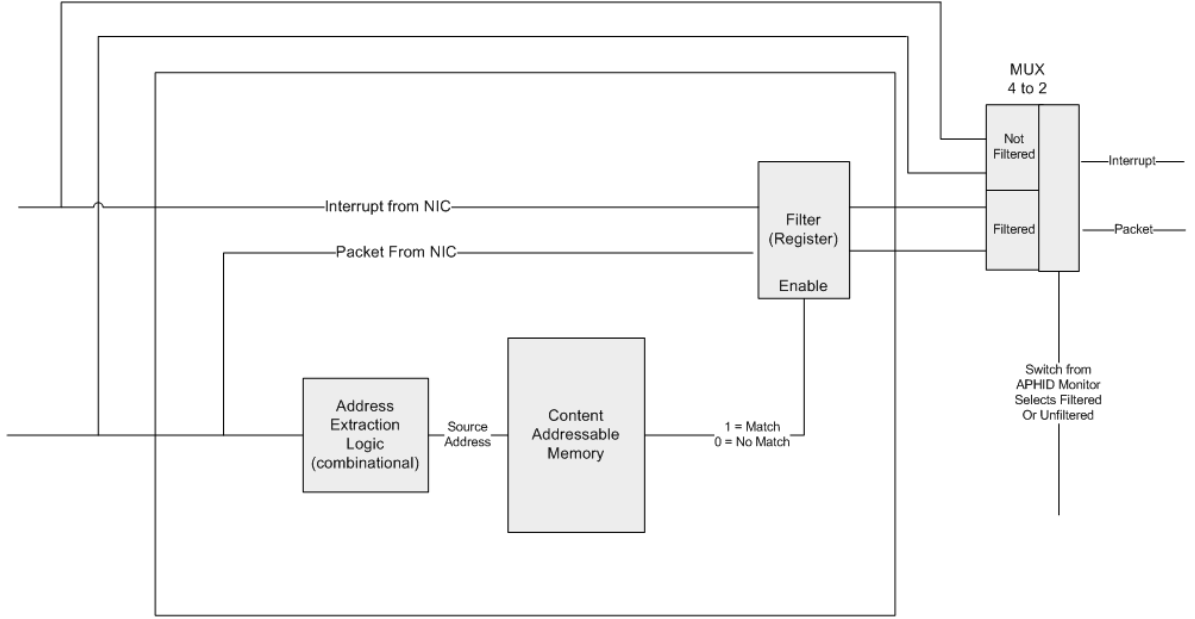 MUX
4 to 2
Not
Filtered
Interrupt
Interrupt from NIC
Filter
(Register)
Filtered
Packet
Packet From NIC
Enable
Address
Extraction
Logic
(combinational)
Source
Address
Content
Addressable
Memory
1 = Match
0 = No Match
Switch from
APHID Monitor
Selects Filtered
Or Unfiltered